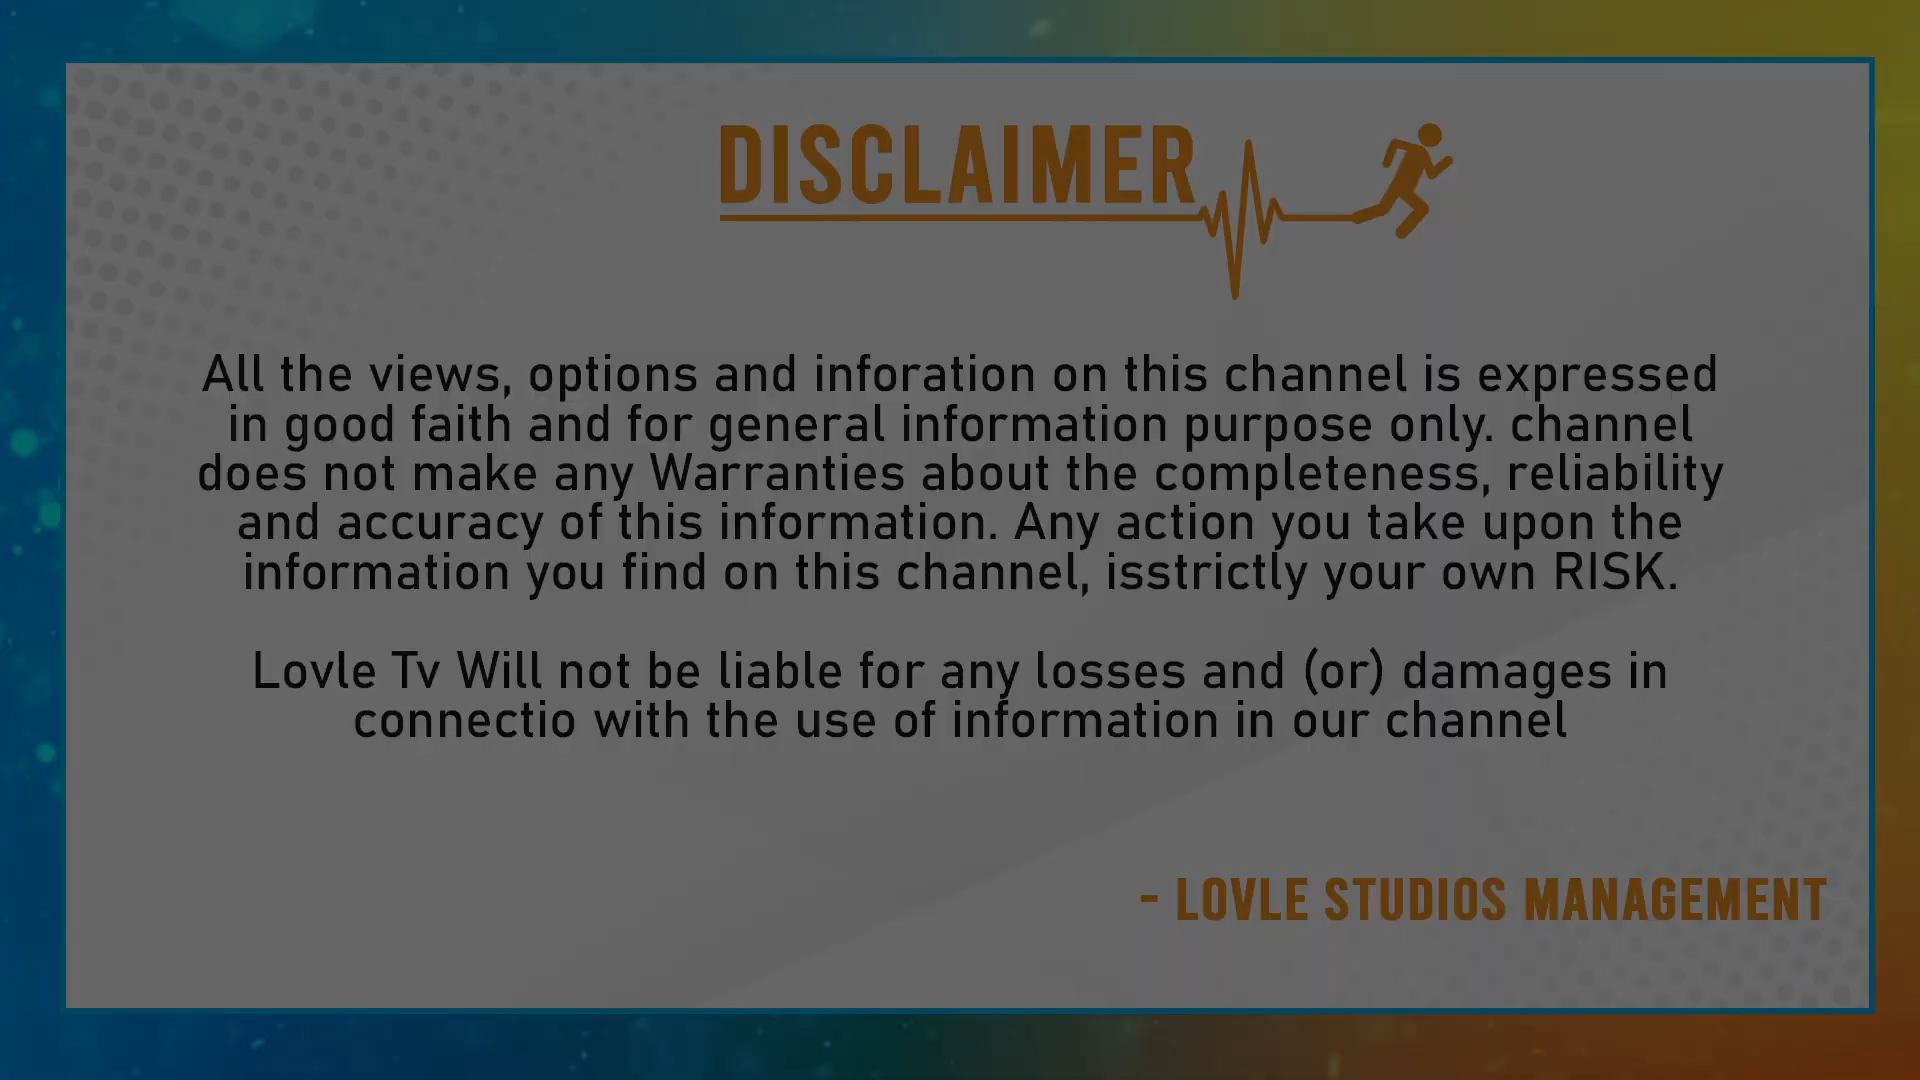 DISCLAIMER
All the views, options and inforation on this channel is expressed
in good faith and for general information purpose only. channel
does not make any Warranties about the completeness, reliability
and accuracy of this information. Any action you take upon the
information you find on this channel, isstrictly your own RISK.
Lovle Tv Will not be liable for any losses and (or) damages in
connectio with the use of information in our channel
- LOVLE STUDIOS MANAGEMENT